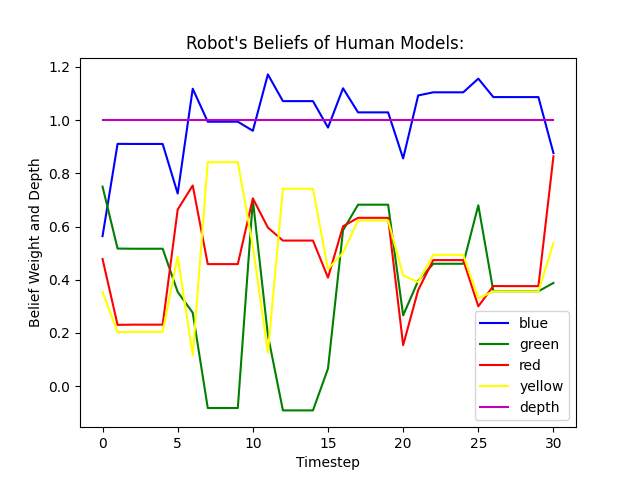 Robot's Beliefs of Human Models:
Belief Weight and Depth
1.2
1.0
0.8
0.6
0.4
0.2
0.0
0 5 10 15 20 25 30
Timestep
blue
green
red
yellow
depth